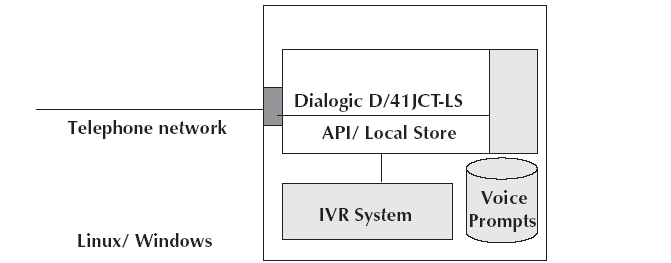 Dialogic D/41JCT-LS
Telephone network
API/ Local Store
IVR System
Voice
Prompts
Linux/ Windows